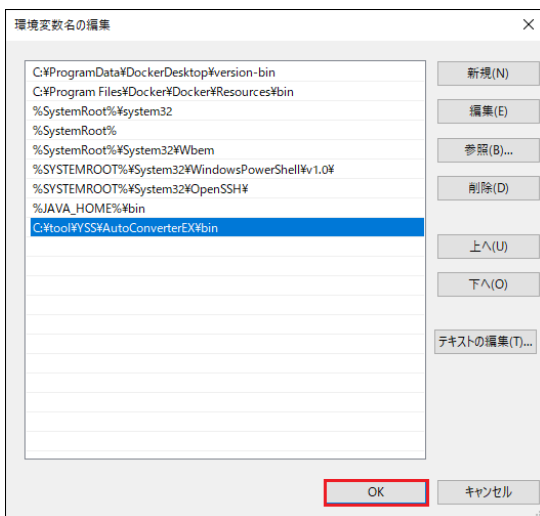 環境変数名の編集
C:¥ProgramData¥DockerDesktop¥version-bin
C:¥Program Files¥Docker¥Docker¥Resources¥bin
%SystemRoot%¥system32
%SystemRoot%
%SystemRoot%¥System32¥Wbem
%SYSTEMROOT%¥System32¥WindowsPowerShell¥v1.0¥
%SYSTEMROOT%¥System32¥OpenSSH¥
%JAVA_HOME%¥bin
C:¥tool¥YSS¥AutoConverterEX¥bin
新規(N)
編集(E)
参照(B)...
削除(D)
上へ(U)
下へ(O)
テキストの編集(T)...
OK
キャンセル